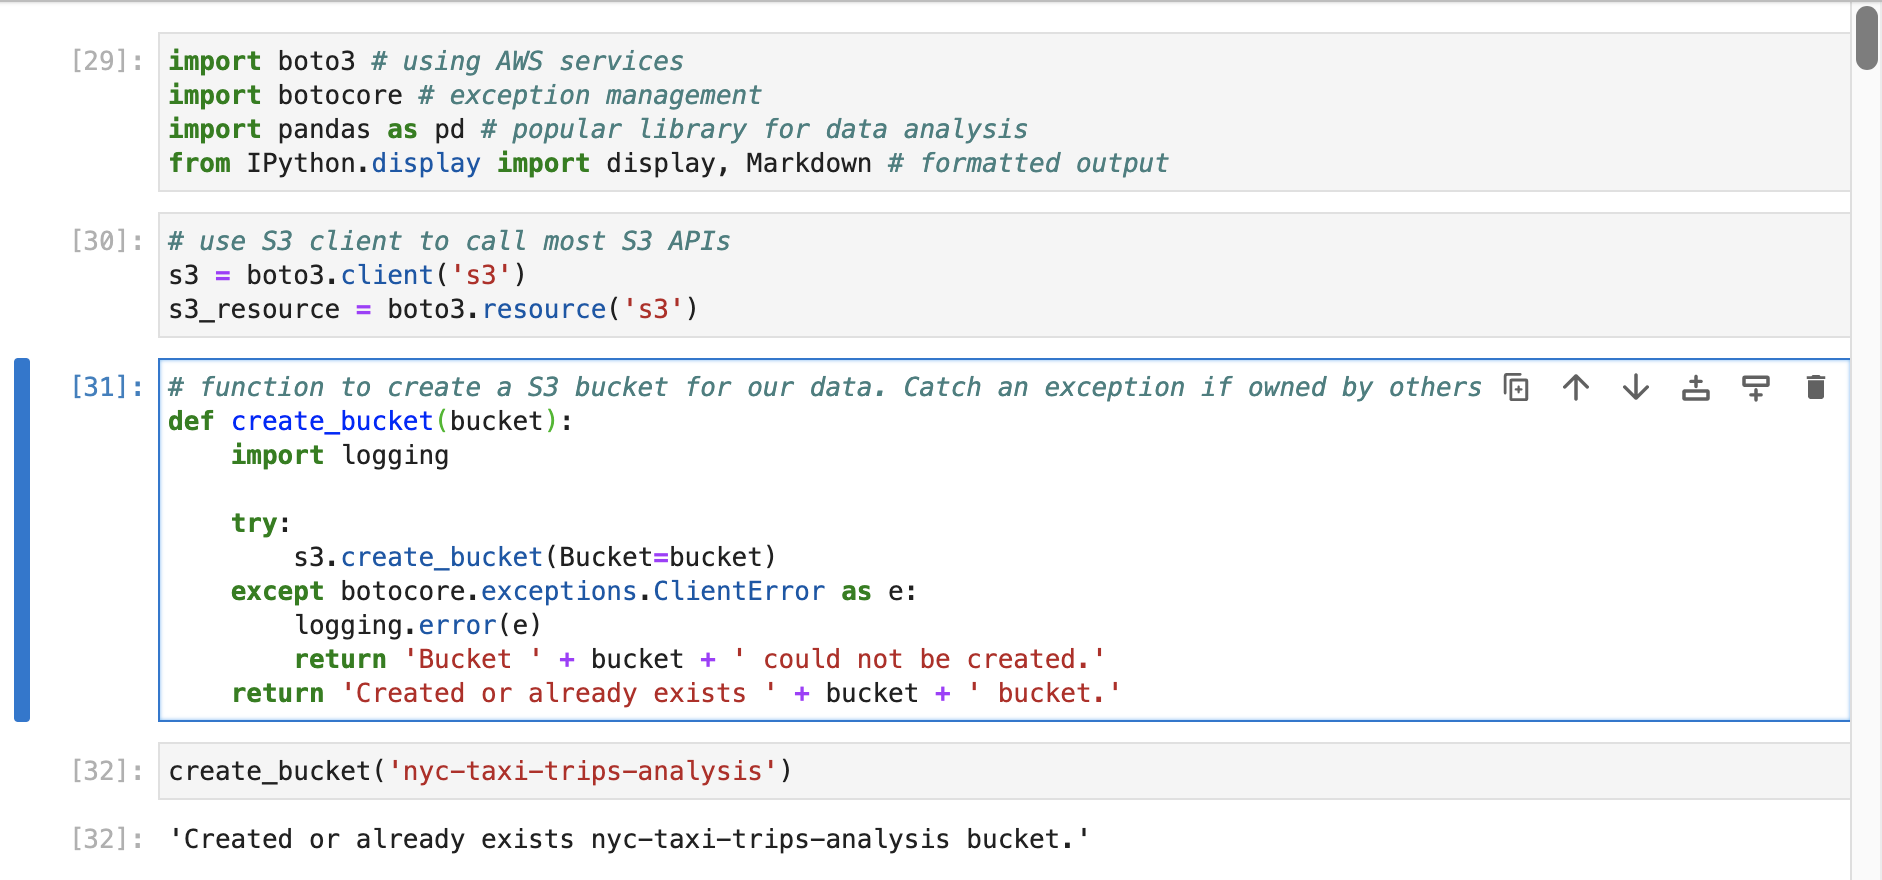 [29]: import boto3 # using AWS services
import botocore # exception management
import pandas as pd # popular library for data analysis
from IPython.display import display, Markdown # formatted output
[30]: # use S3 client to call most S3 APIs
s3 = boto3.client('s3')
s3_resource = boto3.resource('s3')
[31]: # function to create a S3 bucket for our data. Catch an exception if owned by others
def create_bucket(bucket):
    import logging

    try:
        s3.create_bucket(Bucket=bucket)
    except botocore.exceptions.ClientError as e:
        logging.error(e)
        return 'Bucket ' + bucket + ' could not be created.'
    return 'Created or already exists ' + bucket + ' bucket.'
[32]: create_bucket('nyc-taxi-trips-analysis')
[32]: 'Created or already exists nyc-taxi-trips-analysis bucket.'